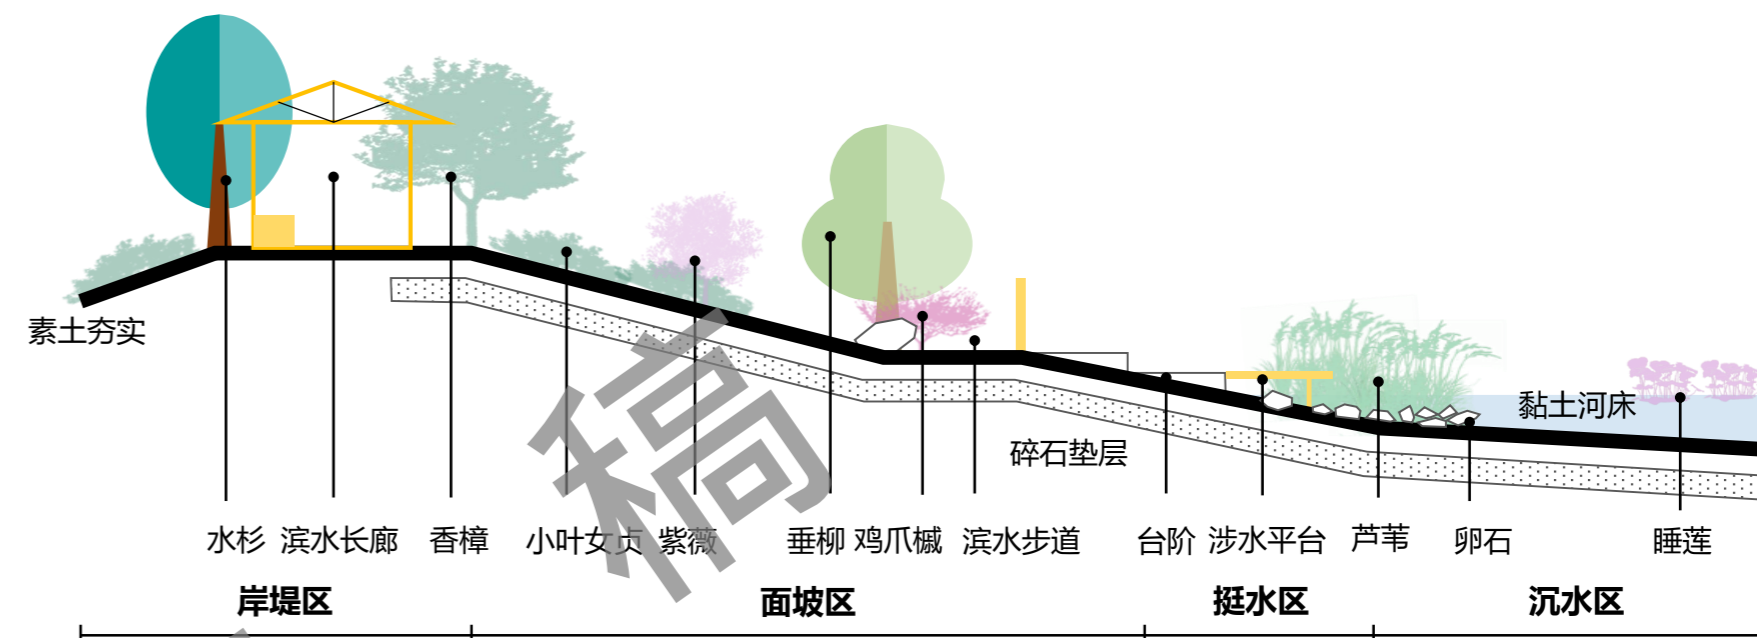 素土夯实
黏土河床
碎石垫层
水杉 滨水长廊 香樟 小叶女贞 紫薇 垂柳 鸡爪槭 滨水步道 台阶 涉水平台 芦苇 卵石 睡莲
岸堤区 面坡区 挺水区 沉水区
稿